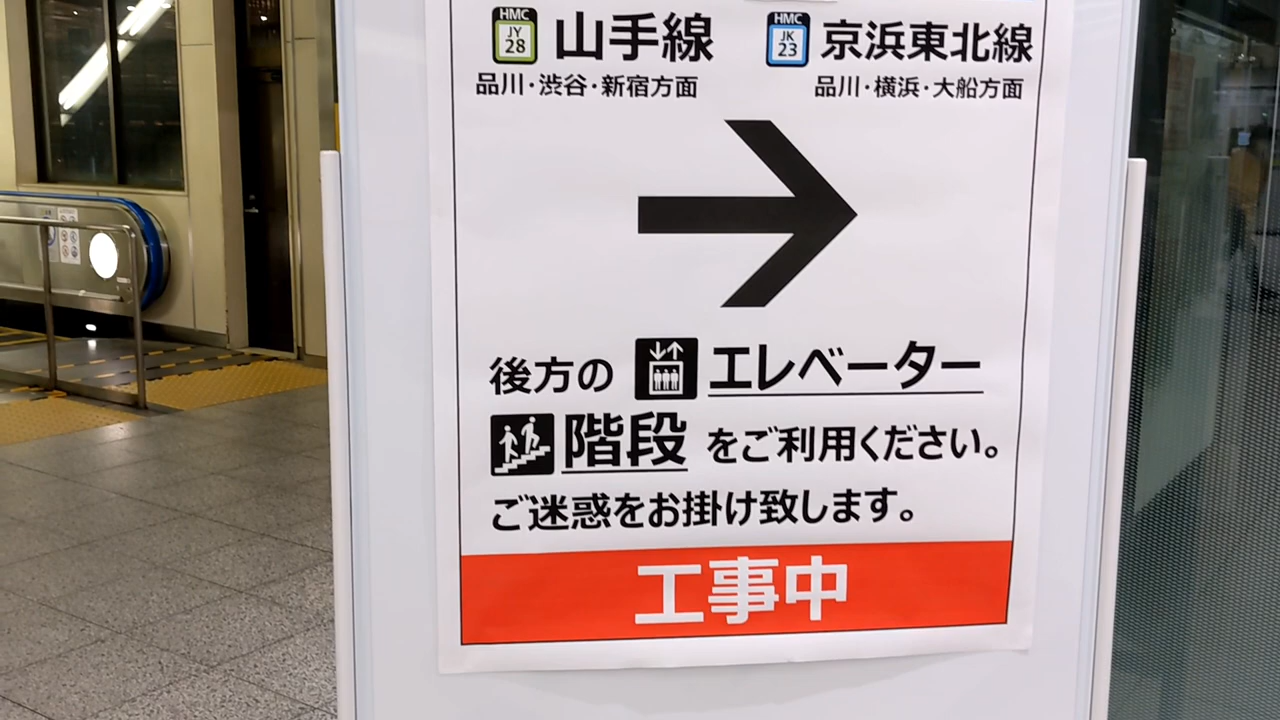 HMC JY 28 山手線 HMC JK 23 京浜東北線
品川・渋谷・新宿方面 品川・横浜・大船方面
後方の エレベーター
階段 をご利用ください。
ご迷惑をお掛け致します。
工事中